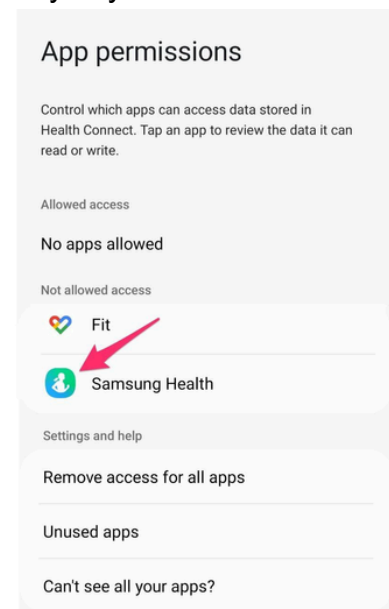 App permissions
Control which apps can access data stored in
Health Connect. Tap an app to review the data it can
read or write.
Allowed access
No apps allowed
Not allowed access
Fit
Samsung Health
Settings and help
Remove access for all apps
Unused apps
Can't see all your apps?